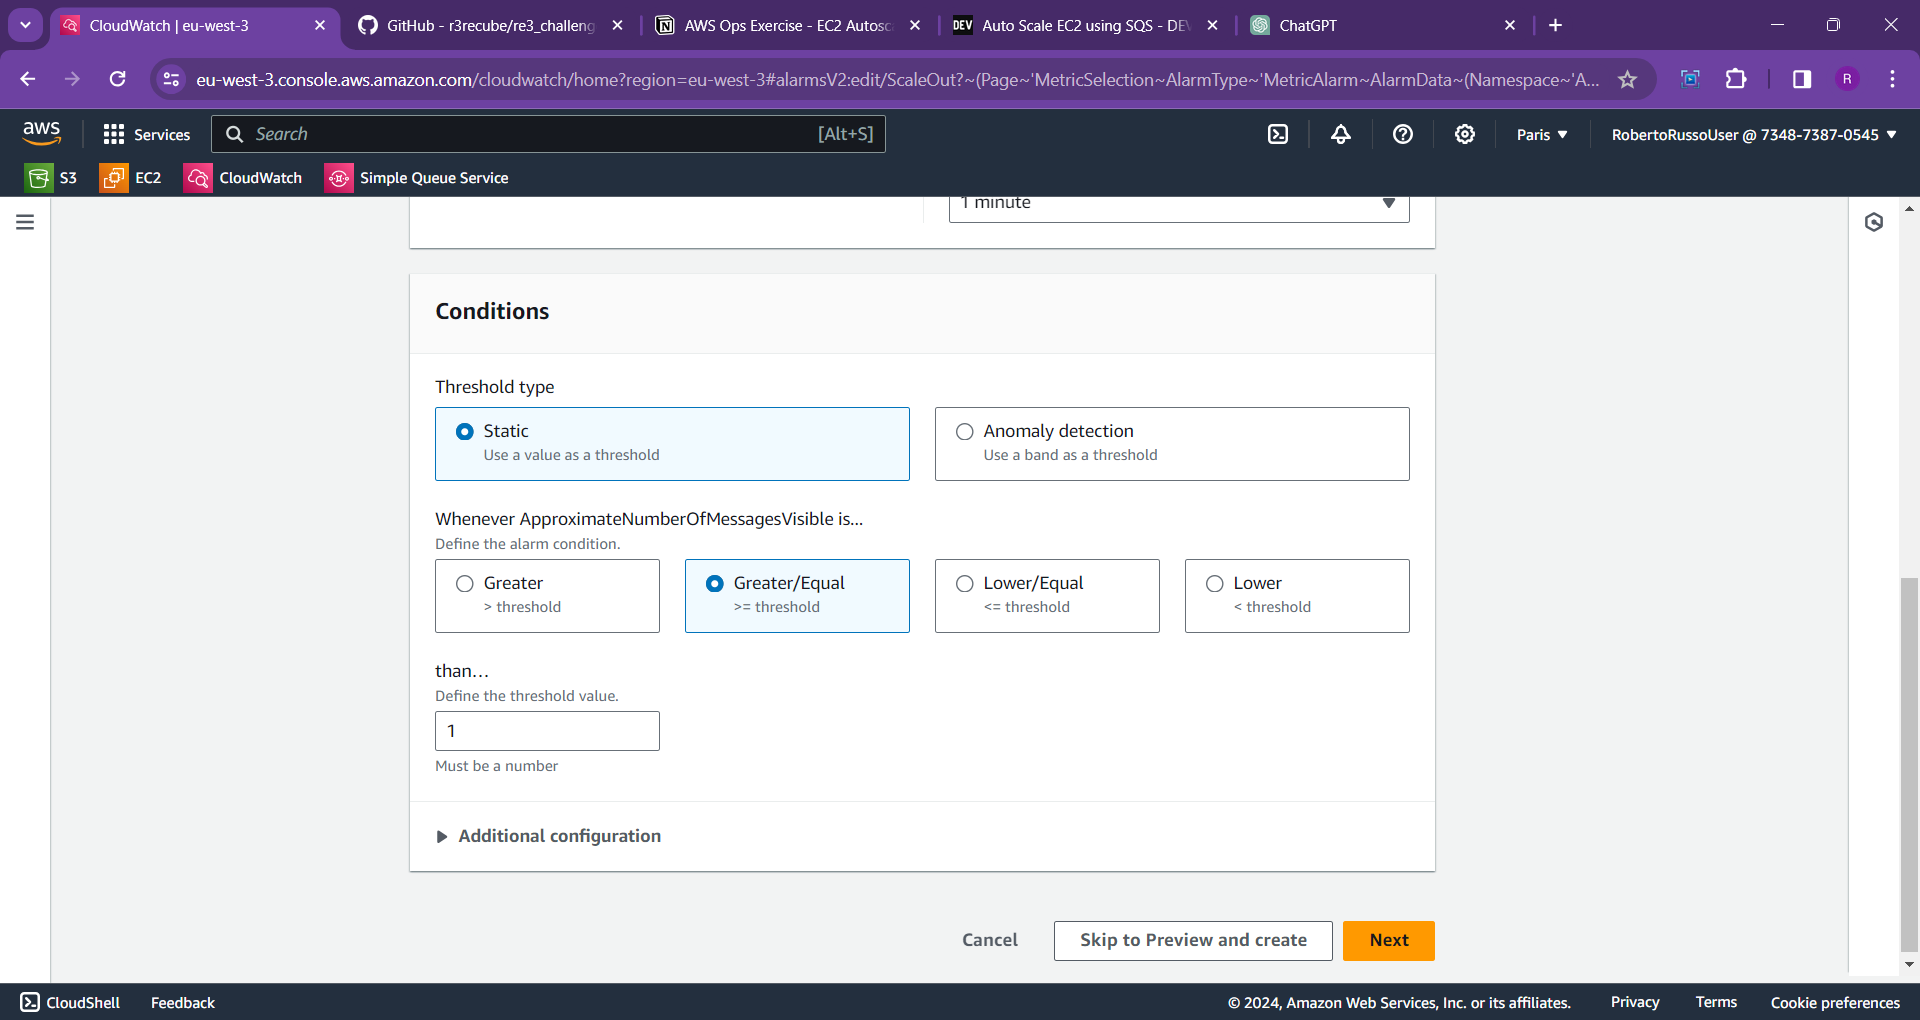 CloudWatch | eu-west-3
GitHub - r3recube/re3_challeng
AWS Ops Exercise - EC2 Autosc
DEV
Auto Scale EC2 using SQS - DE
ChatGPT
eu-west-3.console.aws.amazon.com/cloudwatch/home?region=eu-west-3#alarmsV2:edit/ScaleOut?~(Page~'MetricSelection~AlarmType~'MetricAlarm~AlarmData~(Namespace~'A...
R
aws
Services
Search
[Alt+S]
Paris
RobertoRussoUser @ 7348-7387-0545
S3
EC2
CloudWatch
Simple Queue Service
1 minute
Conditions
Threshold type
Static
Use a value as a threshold
Anomaly detection
Use a band as a threshold
Whenever ApproximateNumberOfMessagesVisible is...
Define the alarm condition.
Greater
> threshold
Greater/Equal
>= threshold
Lower/Equal
<= threshold
Lower
< threshold
than...
Define the threshold value.
1
Must be a number
Additional configuration
Cancel
Skip to Preview and create
Next
CloudShell
Feedback
© 2024, Amazon Web Services, Inc. or its affiliates.
Privacy
Terms
Cookie preferences